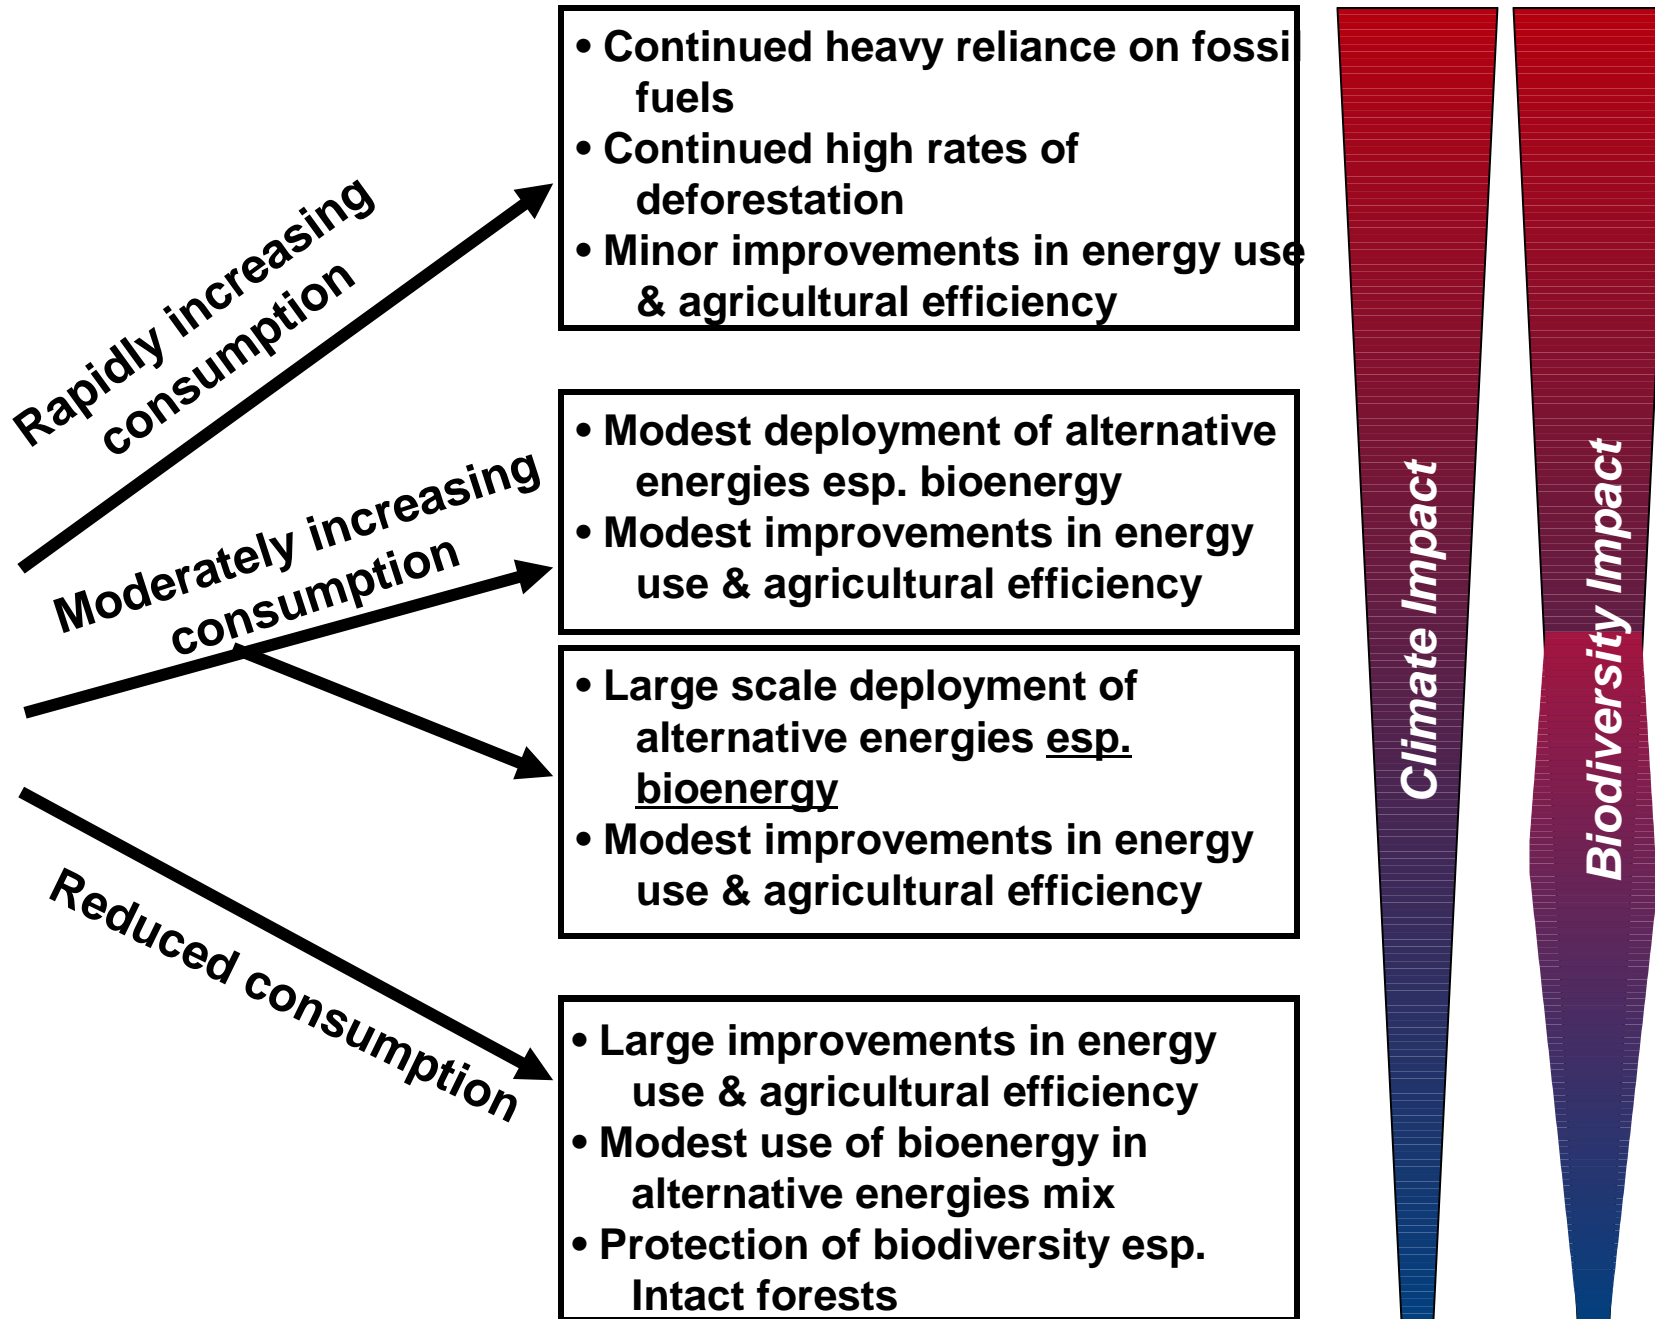 Rapidly increasing
consumption
• Continued heavy reliance on fossil
fuels
• Continued high rates of
deforestation
• Minor improvements in energy use
& agricultural efficiency
Moderately increasing
consumption
• Modest deployment of alternative
energies esp. bioenergy
• Modest improvements in energy
use & agricultural efficiency
• Large scale deployment of
alternative energies esp.
bioenergy
• Modest improvements in energy
use & agricultural efficiency
Reduced consumption
• Large improvements in energy
use & agricultural efficiency
• Modest use of bioenergy in
alternative energies mix
• Protection of biodiversity esp.
Intact forests
Climate Impact
Biodiversity Impact